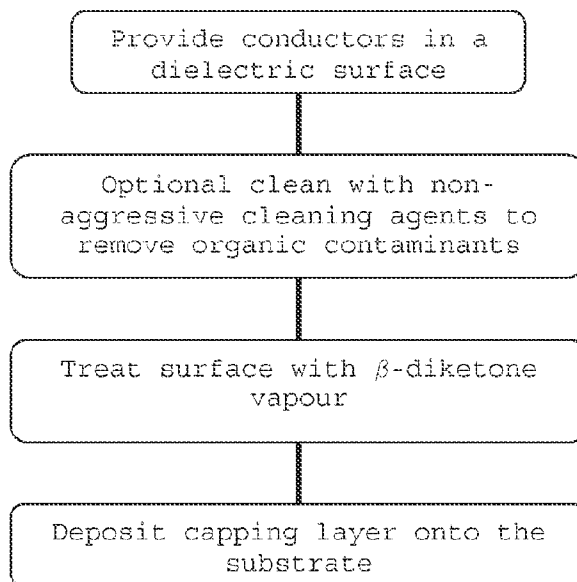 Provide conductors in a
dielectric surface
Optional clean with non-
aggressive cleaning agents to
remove organic contaminants
Treat surface with β-diketone
vapour
Deposit capping layer onto the
substrate